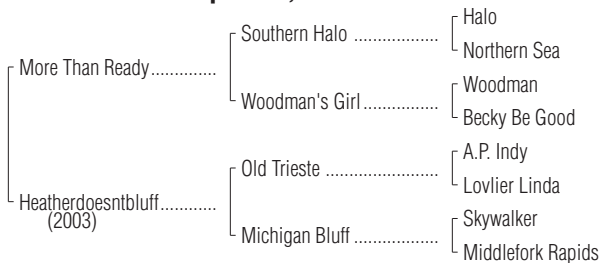 Halo
Southern Halo ..................
Northern Sea
More Than Ready.............
Woodman
Woodman's Girl................
Becky Be Good
A.P. Indy
Old Trieste ......................
Lovlier Linda
Heatherdoesntbluff...........
(2003)
Skywalker
Michigan Bluff .................
Middlefork Rapids